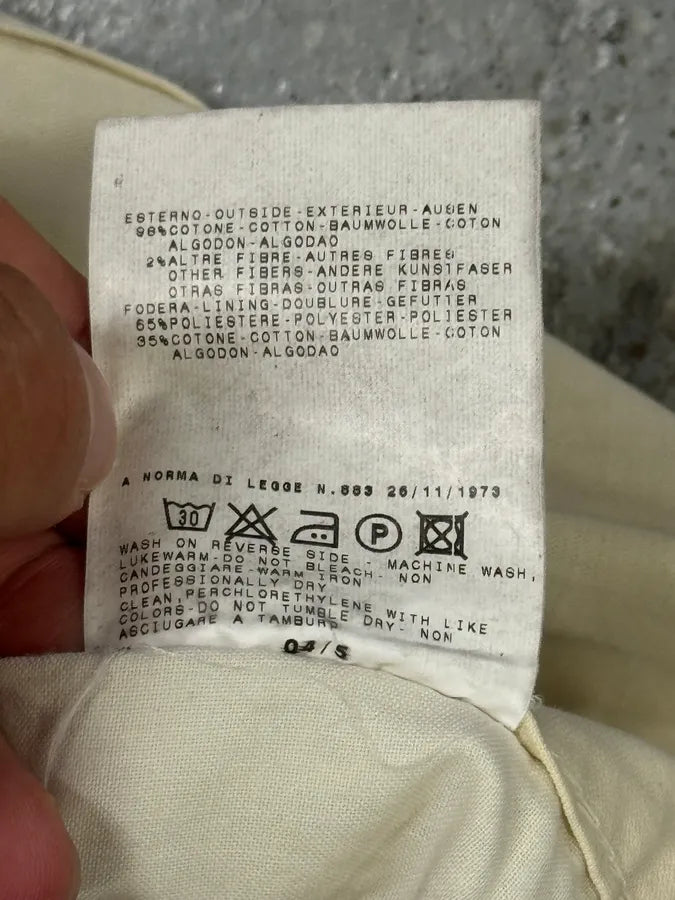 ESTERNO-OUTSIDE-EXTERIEUR-AUßEN
98%COTONE-COTTON-BAUMWOLLE-COTON
ALGODON-ALGODAO
2%ALTRE FIBRE-AUTRES FIBRES
OTHER FIBERS-ANDERE KUNSTFASER
OTRAS FIBRAS-OUTRAS FIBRAS
FODERA-LINING-DOUBLURE-GEFUTTER
65%POLIESTERE-POLYESTER-POLIESTER
35%COTONE-COTTON-BAUMWOLLE-COTON
ALGODON-ALGODAO
A NORMA DI LEGGE N.883 26/11/1973
30 P
WASH ON REVERSE SIDE - MACHINE WASH,
LUKEWARM-DO NOT BLEACH- NON
CANDEGGIARE-WARM IRON
PROFESSIONALLY DRY
CLEAN,PERCHLORETHYLENE WITH LIKE
COLORS-DO NOT TUMBLE DRY- NON
ASCIUGARE A TAMBURO
04/5